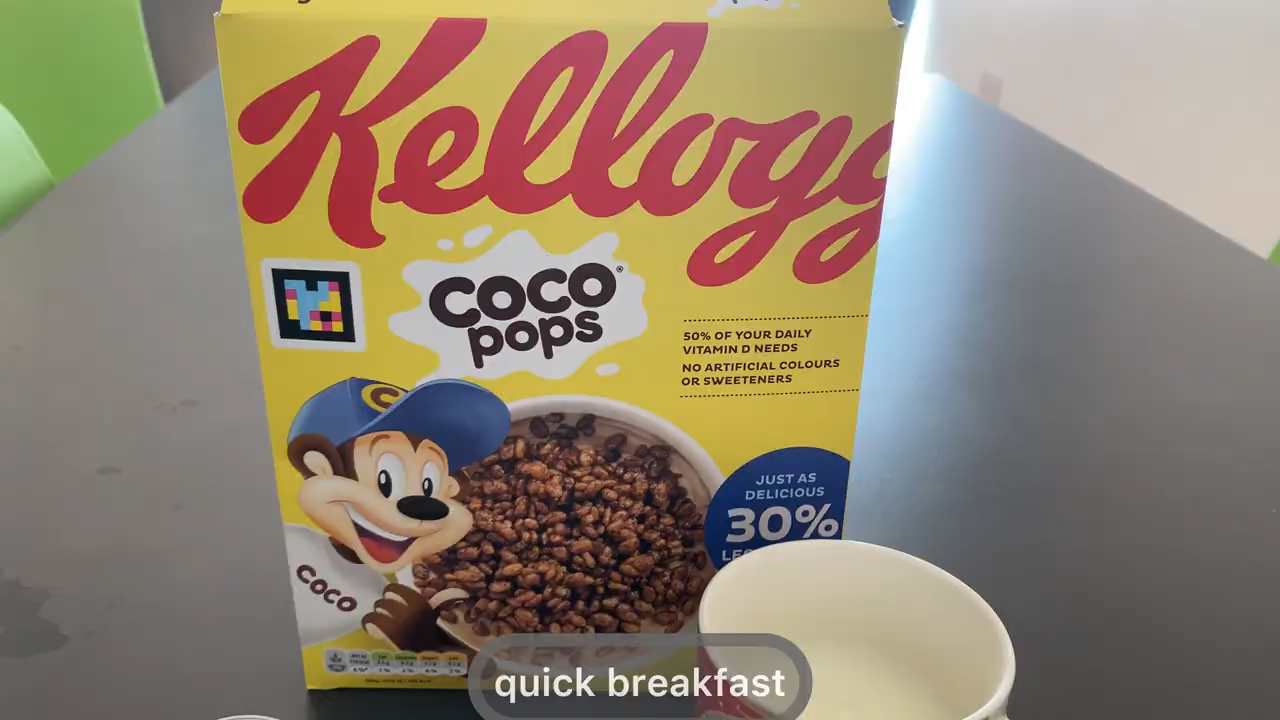 Kellogg
coco
pops
50% OF YOUR DAILY
VITAMIN D NEEDS
NO ARTIFICIAL COLOURS
OR SWEETENERS
JUST AS
DELICIOUS
30%
C
coco
quick breakfast